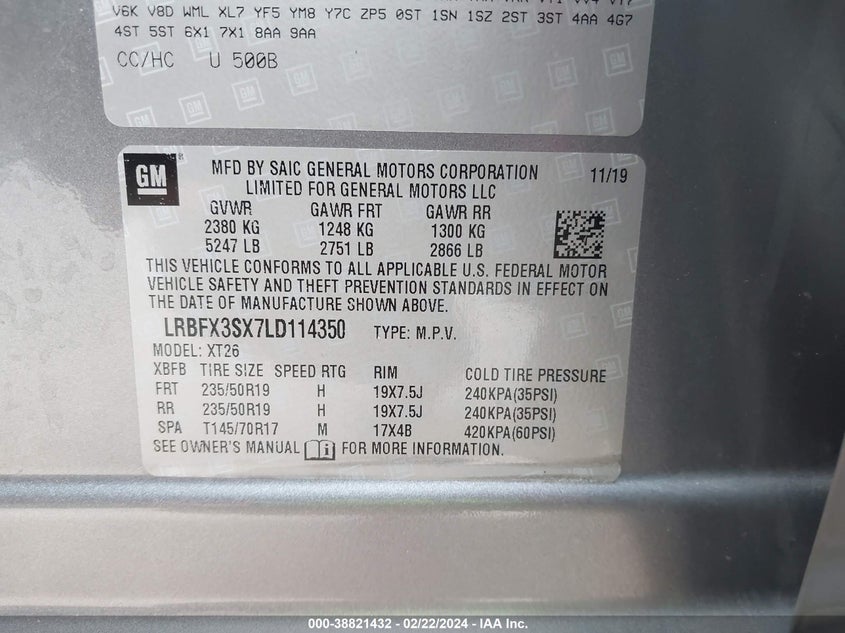 V6K V8D WML XL7 YF5 YM8 Y7C ZP5 0ST 1SN 1SZ 2ST 3ST 4AA 4G7
4ST 5ST 6X1 7X1 8AA 9AA
CC/HC U 500B
GM MFD BY SAIC GENERAL MOTORS CORPORATION 11/19
LIMITED FOR GENERAL MOTORS LLC
GVWR GAWR FRT GAWR RR
2380 KG 1248 KG 1300 KG
5247 LB 2751 LB 2866 LB
THIS VEHICLE CONFORMS TO ALL APPLICABLE U.S. FEDERAL MOTOR
VEHICLE SAFETY AND THEFT PREVENTION STANDARDS IN EFFECT ON
THE DATE OF MANUFACTURE SHOWN ABOVE.
LRBFX3SX7LD114350 TYPE: M.P.V.
MODEL: XT26
XBFB TIRE SIZE SPEED RTG RIM COLD TIRE PRESSURE
FRT 235/50R19 H 19X7.5J 240KPA(35PSI)
RR 235/50R19 H 19X7.5J 240KPA(35PSI)
SPA T145/70R17 M 17X4B 420KPA(60PSI)
SEE OWNER'S MANUAL FOR MORE INFORMATION.
000-38821432 - 02/22/2024 - IAA Inc.